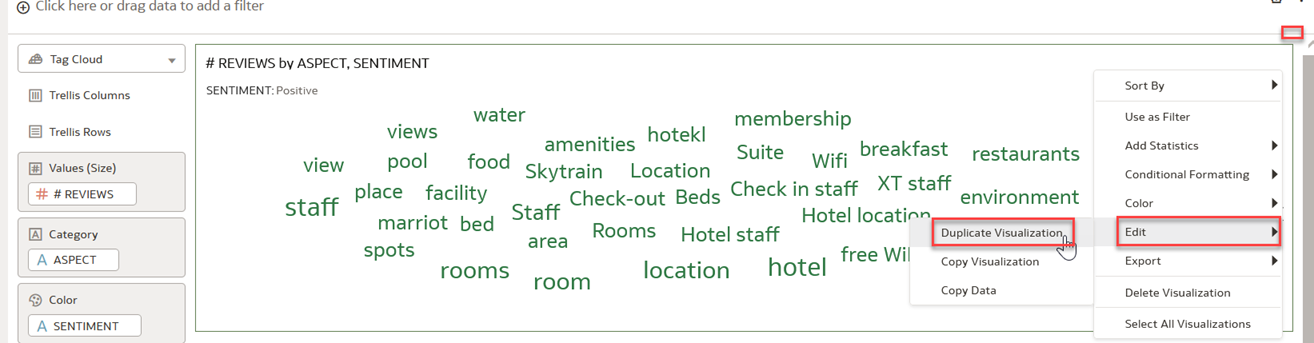 Click here or drag data to add a filter
Tag Cloud
Trellis Columns
Trellis Rows
Values (Size)
# # REVIEWS
Category
A ASPECT
Color
A SENTIMENT
# REVIEWS by ASPECT, SENTIMENT
SENTIMENT: Positive
water
views
membership
amenities
hotekl
view
pool
food
Skytrain
Location
Suite
Wifi
breakfast
restaurants
staff
place
facility
Check-out
Beds
Check in staff
XT staff
environment
marriot
bed
Staff
Hotel location
spots
area
Rooms
Hotel staff
free Wi
rooms
room
location
hotel
Sort By
Use as Filter
Add Statistics
Conditional Formatting
Color
Edit
Export
Delete Visualization
Select All Visualizations
Duplicate Visualization
Copy Visualization
Copy Data